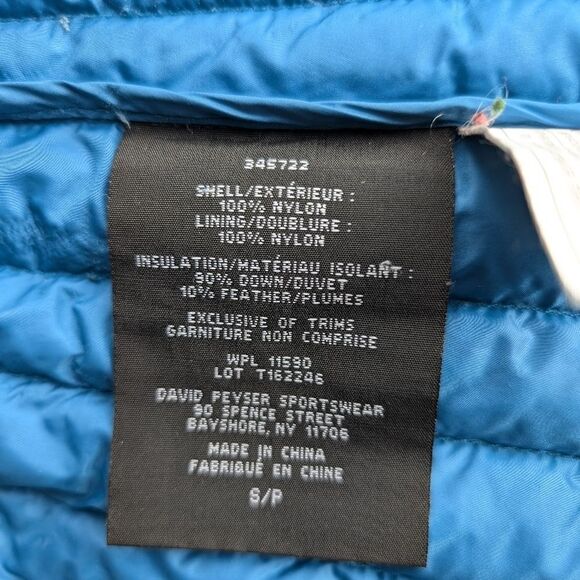 345722
SHELL/EXTÉRIEUR :
100% NYLON
LINING/DOUBLURE :
100% NYLON
INSULATION/MATÉRIAU ISOLANT :
90% DOWN/DUVET
10% FEATHER/PLUMES
EXCLUSIVE OF TRIMS
GARNITURE NON COMPRISE
WPL 11590
LOT T162246
DAVID PEYSER SPORTSWEAR
90 SPENCE STREET
BAYSHORE, NY 11706
MADE IN CHINA
FABRIQUÉ EN CHINE
S/P